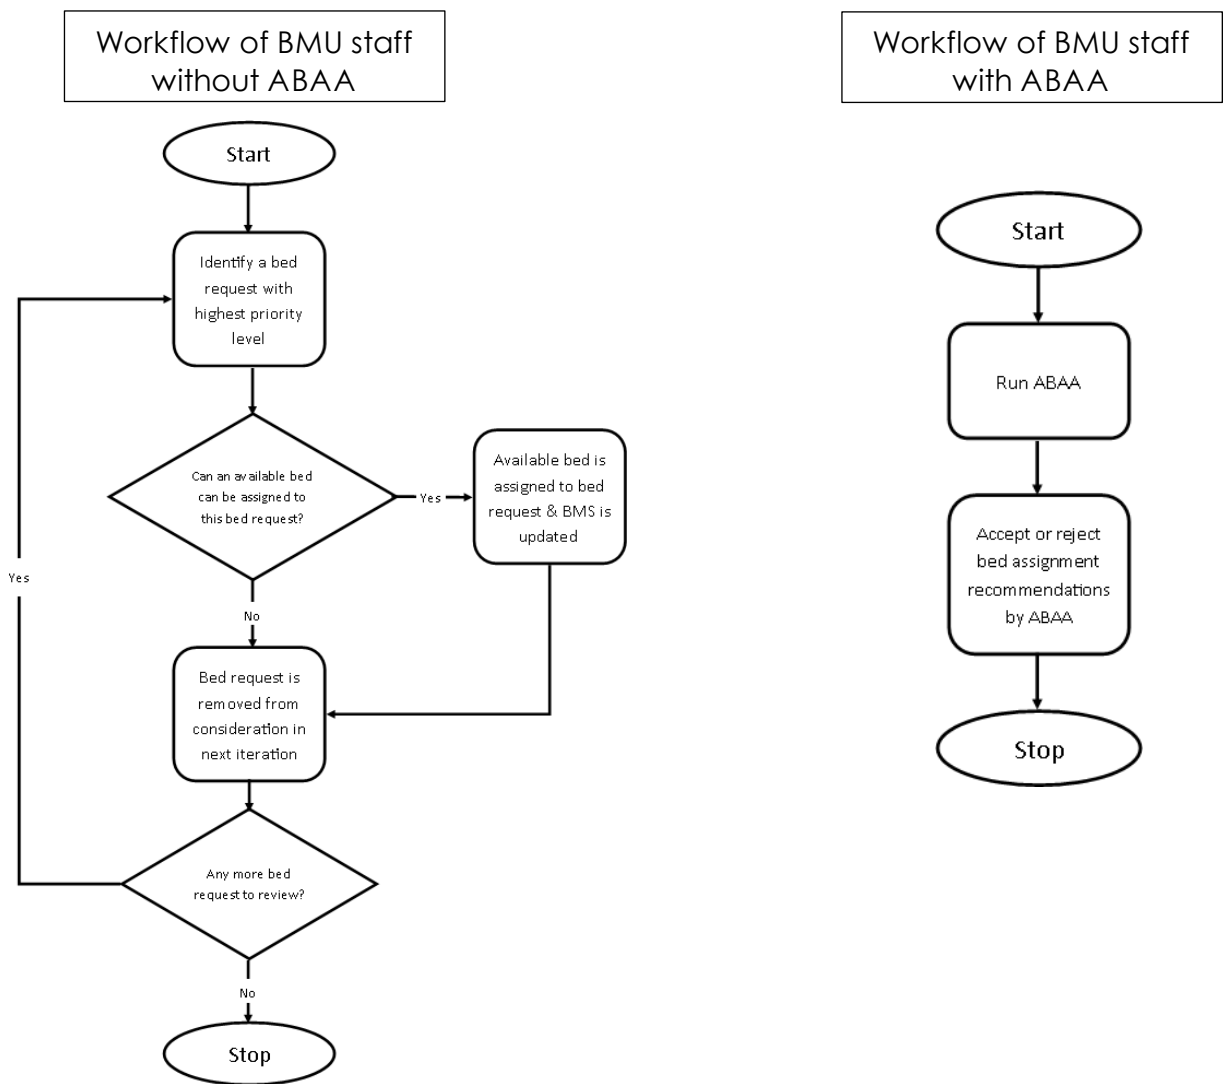 Workflow of BMU staff
without ABAA
Start
Identify a bed
request with
highest priority
level
Can an available bed
can be assigned to
this bed request?
Yes
Available bed is
assigned to bed
request & BMS is
updated
No
Bed request is
removed from
consideration in
next iteration
Yes
Any more bed
request to review?
No
Stop
Workflow of BMU staff
with ABAA
Start
Run ABAA
Accept or reject
bed assignment
recommendations
by ABAA
Stop